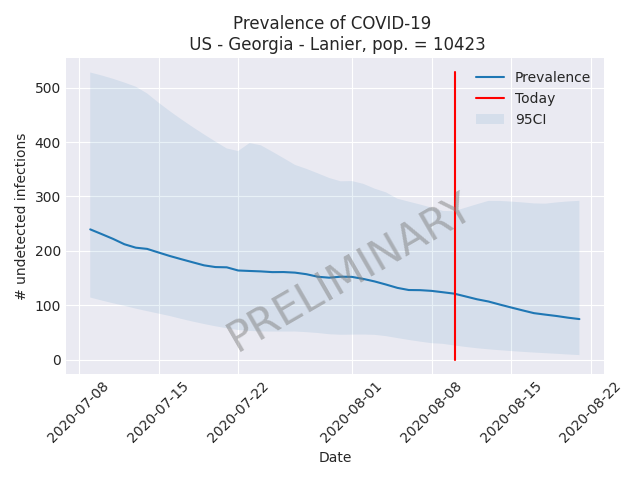 Prevalence of COVID-19
US - Georgia - Lanier, pop. = 10423
Prevalence
Today
95CI
500
400
300
200
100
0
# undetected infections
PRELIMINARY
2020-07-08
2020-07-15
2020-07-22
2020-08-01
2020-08-08
2020-08-15
2020-08-22
Date